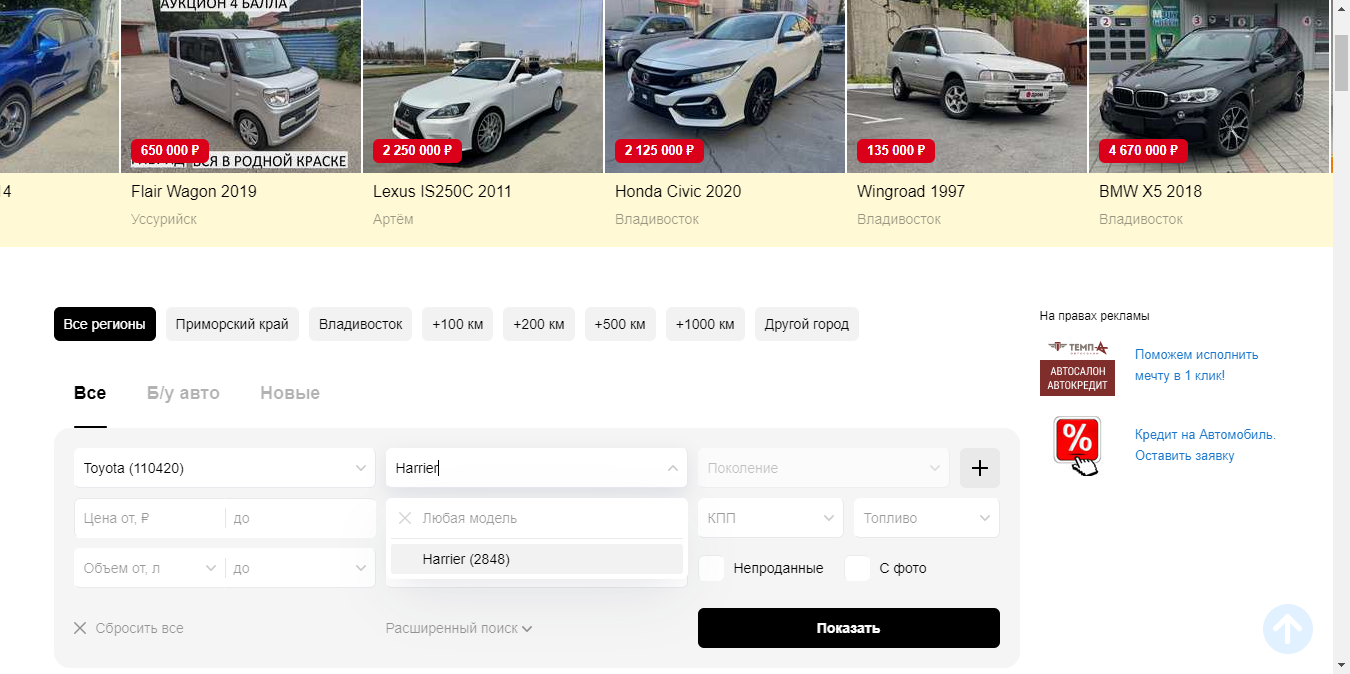 АУКЦИОН 4 БАЛЛА
650 000 ₽
В РОДНОЙ КРАСКЕ
2 250 000 ₽
2 125 000 ₽
135 000 ₽
4 670 000 ₽
14
Flair Wagon 2019
Lexus IS250C 2011
Honda Civic 2020
Wingroad 1997
BMW X5 2018
Уссурийск
Артём
Владивосток
Владивосток
Владивосток
Все регионы
Приморский край
Владивосток
+100 км
+200 км
+500 км
+1000 км
Другой город
На правах рекламы
ТЕМП А
АВТОСАЛОН
АВТОКРЕДИТ
Поможем исполнить
мечту в 1 клик!
%
Кредит на Автомобиль.
Оставить заявку
Все
Б/у авто
Новые
Toyota (110420)
Harrier
Поколение
Цена от, ₽
до
Любая модель
КПП
Топливо
Harrier (2848)
Объем от, л
до
Непроданные
С фото
Сбросить все
Расширенный поиск
Показать